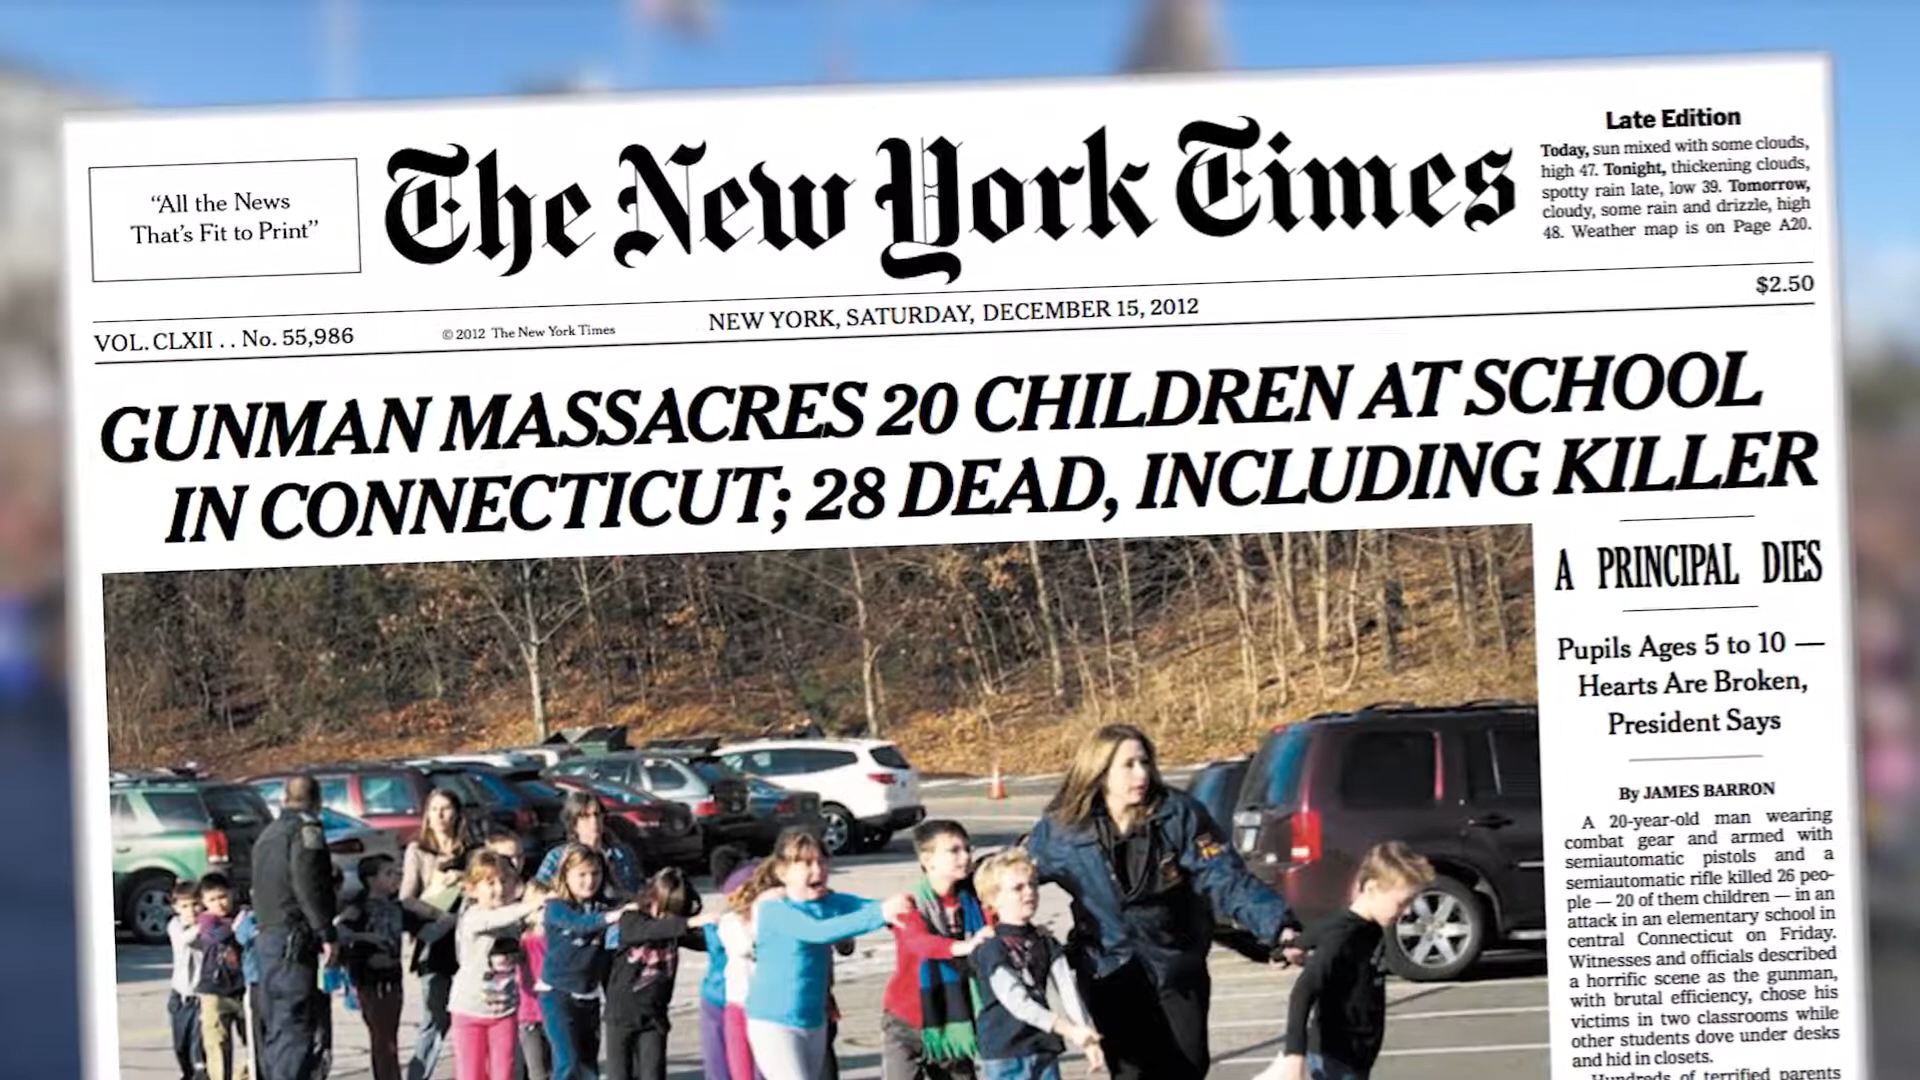 "All the News
That's Fit to Print"
The New York Times
Late Edition
Today, sun mixed with some clouds,
high 47. Tonight, thickening clouds,
spotty rain late, low 39. Tomorrow,
cloudy, some rain and drizzle, high
48. Weather map is on Page A20.
VOL. CLXII . . No. 55,986
© 2012 The New York Times
NEW YORK, SATURDAY, DECEMBER 15, 2012
$2.50
GUNMAN MASSACRES 20 CHILDREN AT SCHOOL
IN CONNECTICUT; 28 DEAD, INCLUDING KILLER
A PRINCIPAL DIES
Pupils Ages 5 to 10 —
Hearts Are Broken,
President Says
By JAMES BARRON
A 20-year-old man wearing
combat gear and armed with
semiautomatic pistols and a
semiautomatic rifle killed 26 peo-
ple — 20 of them children — in an
attack in an elementary school in
central Connecticut on Friday.
Witnesses and officials described
a horrific scene as the gunman,
with brutal efficiency, chose his
victims in two classrooms while
other students dove under desks
and hid in closets.
Hundreds of terrified parents